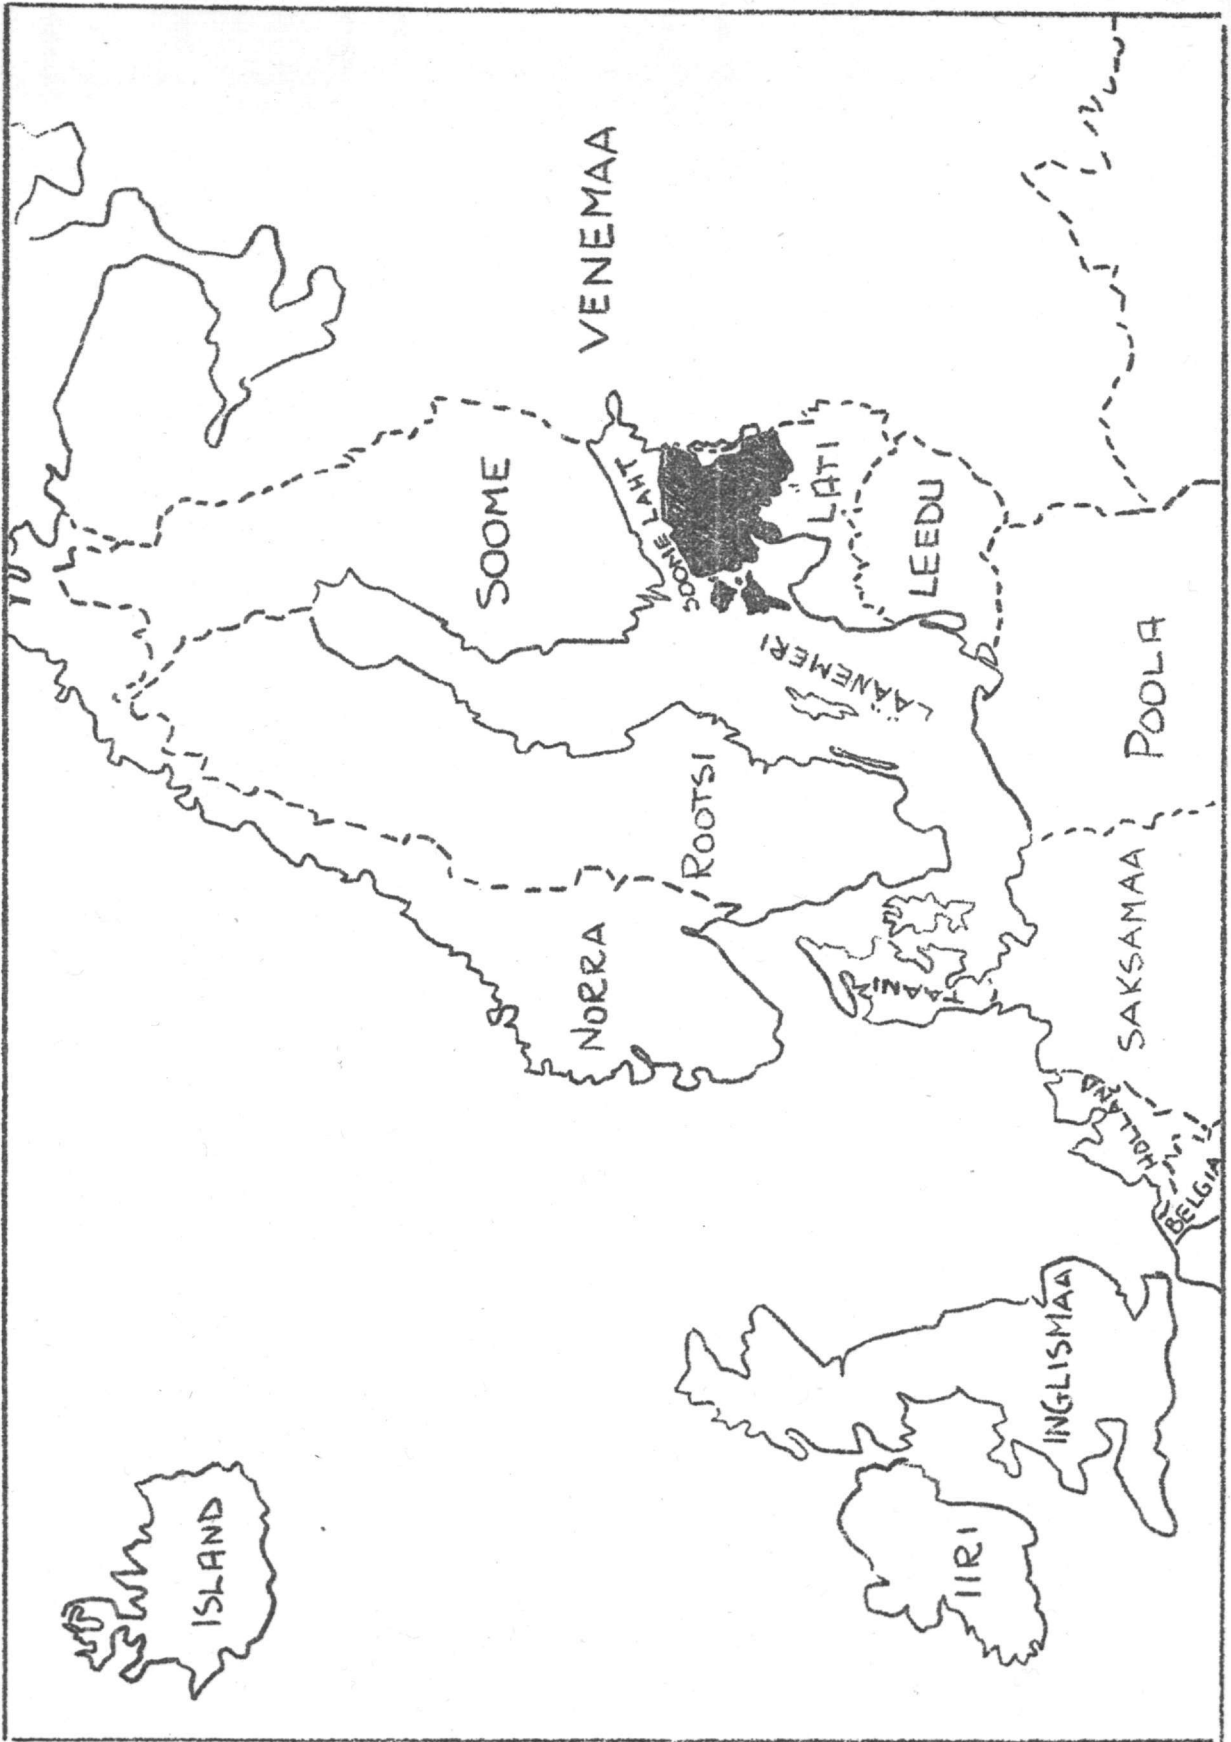 ISLAND
NORRA
ROOTSI
SOOME
VENEMAA
SOOME LAHT
LÄÄNEMERI
LÄTI
LEEDU
TAANI
IIRI
INGLISMAA
HOLLAND
BELGIA
SAKSAMAA
POOLA